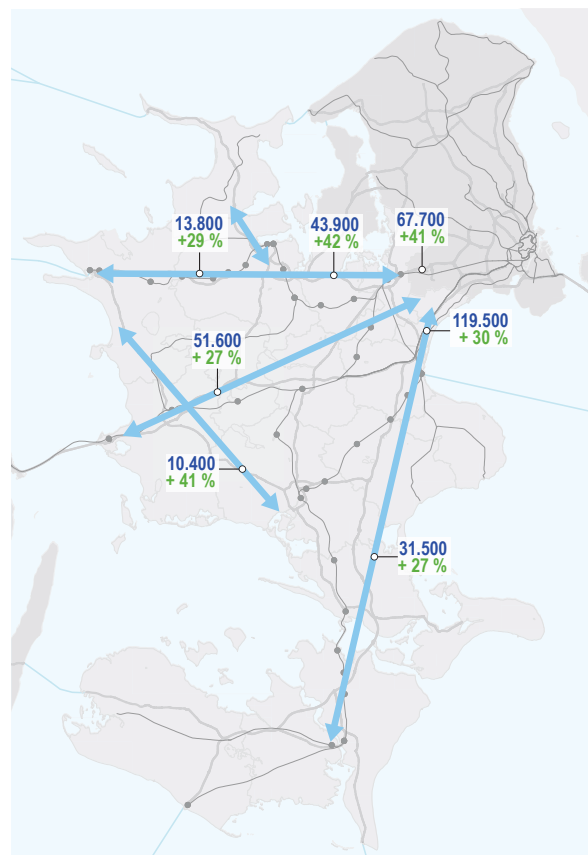 13.800
+29 %
43.900
+42 %
67.700
+41 %
119.500
+ 30 %
51.600
+ 27 %
10.400
+ 41 %
31.500
+ 27 %